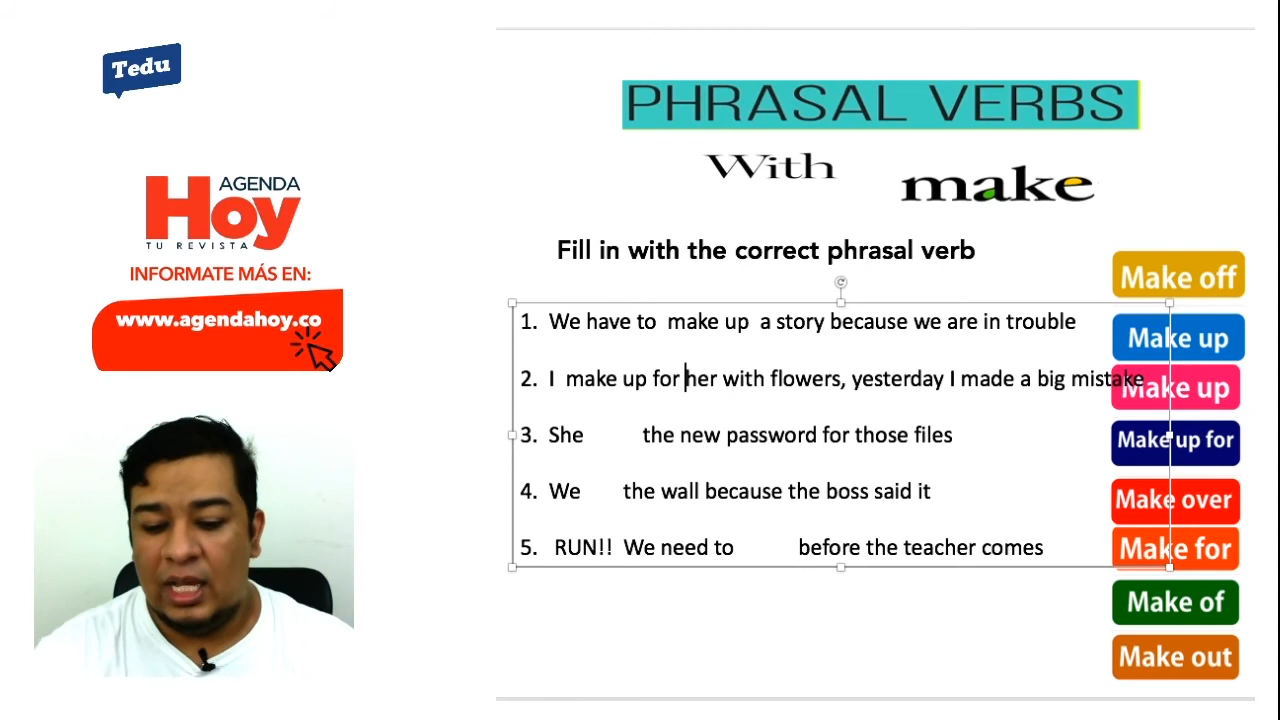 Tedu
AGENDA
Hoy
TU REVISTA
INFORMATE MÁS EN:
www.agendahoy.co
PHRASAL VERBS
With
make
Fill in with the correct phrasal verb
1. We have to make up a story because we are in trouble
2. I make up for her with flowers, yesterday I made a big mistake
3. She the new password for those files
4. We the wall because the boss said it
5. RUN!! We need to before the teacher comes
Make off
Make up
Make up
Make up for
Make over
Make for
Make of
Make out